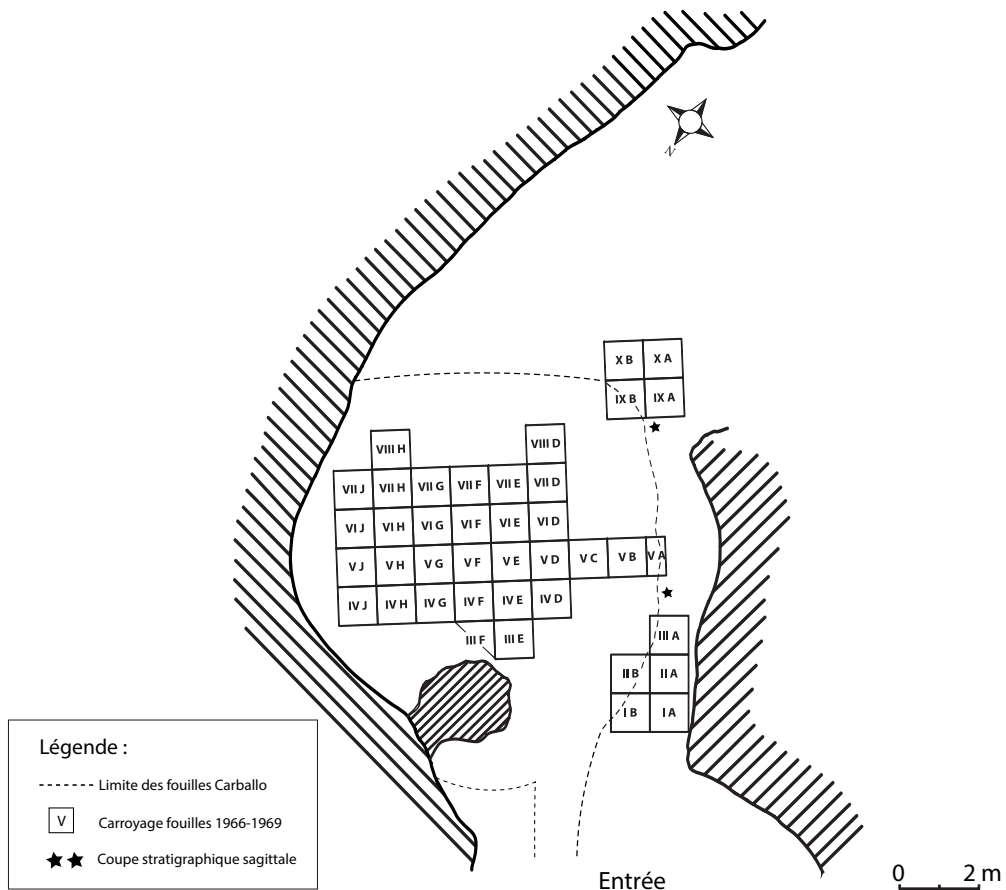 N
X B X A
IX B IX A
VIII H VIII D
VII J VII H VII G VII F VII E VII D
VI J VI H VI G VI F VI E VI D
V J V H V G V F V E V D V C V B V A
IV J IV H IV G IV F IV E IV D
III F III E III A
II B II A
I B I A
Légende :
Limite des fouilles Carballo
V Carroyage fouilles 1966-1969
Coupe stratigraphique sagittale
Entrée
0 2 m